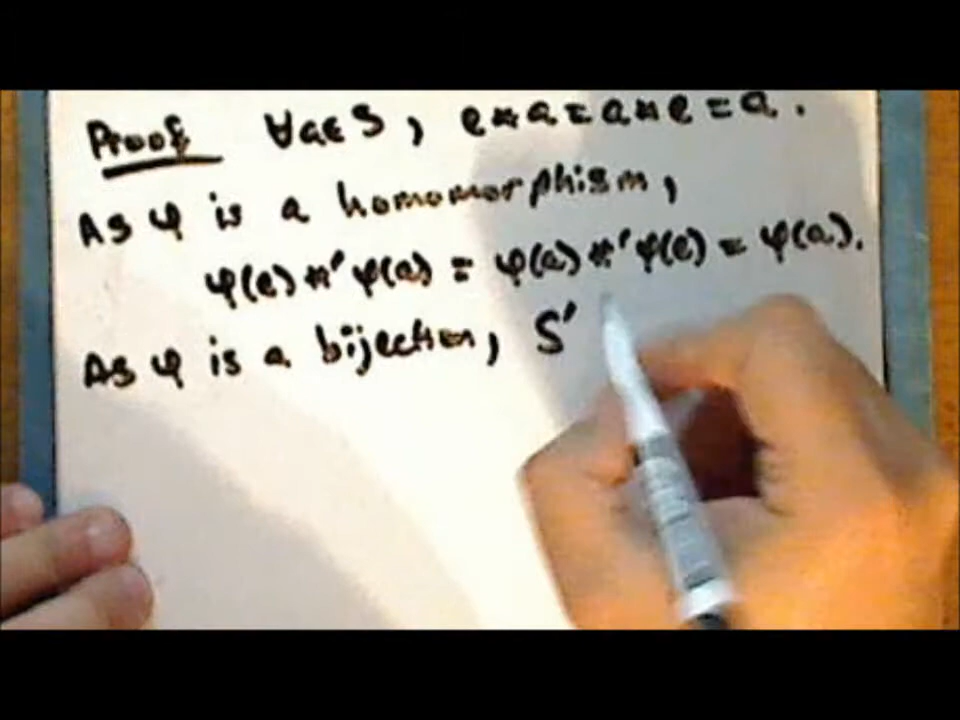 Proof ∀a∈S, e*a=a*e=a.
As φ is a homomorphism,
φ(e) *' φ(a) = φ(a) *' φ(e) = φ(a).
As φ is a bijection, S'